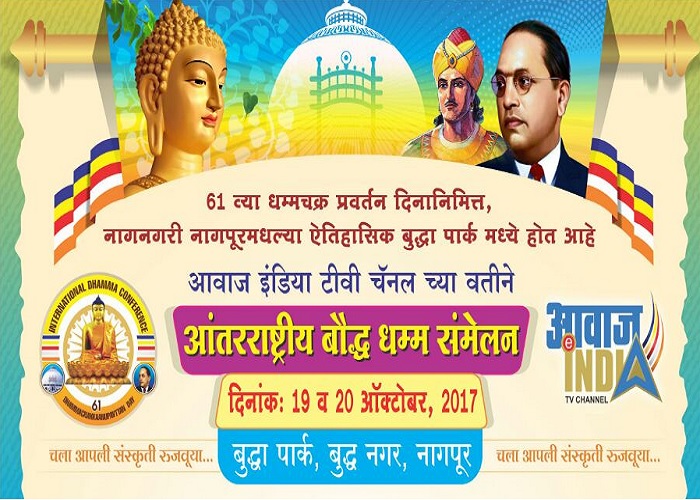 61 व्या धम्मचक्र प्रवर्तन दिनानिमित्त,
नागनगरी नागपूरमधल्या ऐतिहासिक बुद्धा पार्क मध्ये होत आहे
आवाज इंडिया टीवी चॅनल च्या वतीने
आंतरराष्ट्रीय बौद्ध धम्म संमेलन
दिनांक: 19 व 20 ऑक्टोबर, 2017
बुद्धा पार्क, बुद्ध नगर, नागपूर
चला आपली संस्कृती रुजवूया...
चला आपली संस्कृती रुजवूया...
INTERNATIONAL DHAMMA CONFERENCE
61
आवाज
e
INDIA
TV CHANNEL